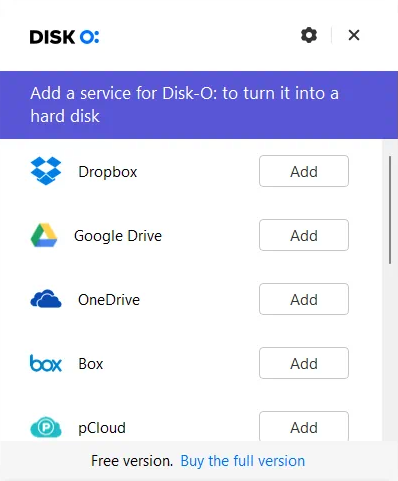 DISK O:
Add a service for Disk-O: to turn it into a
hard disk
Dropbox Add
Google Drive Add
OneDrive Add
box Box Add
P pCloud Add
Free version. Buy the full version